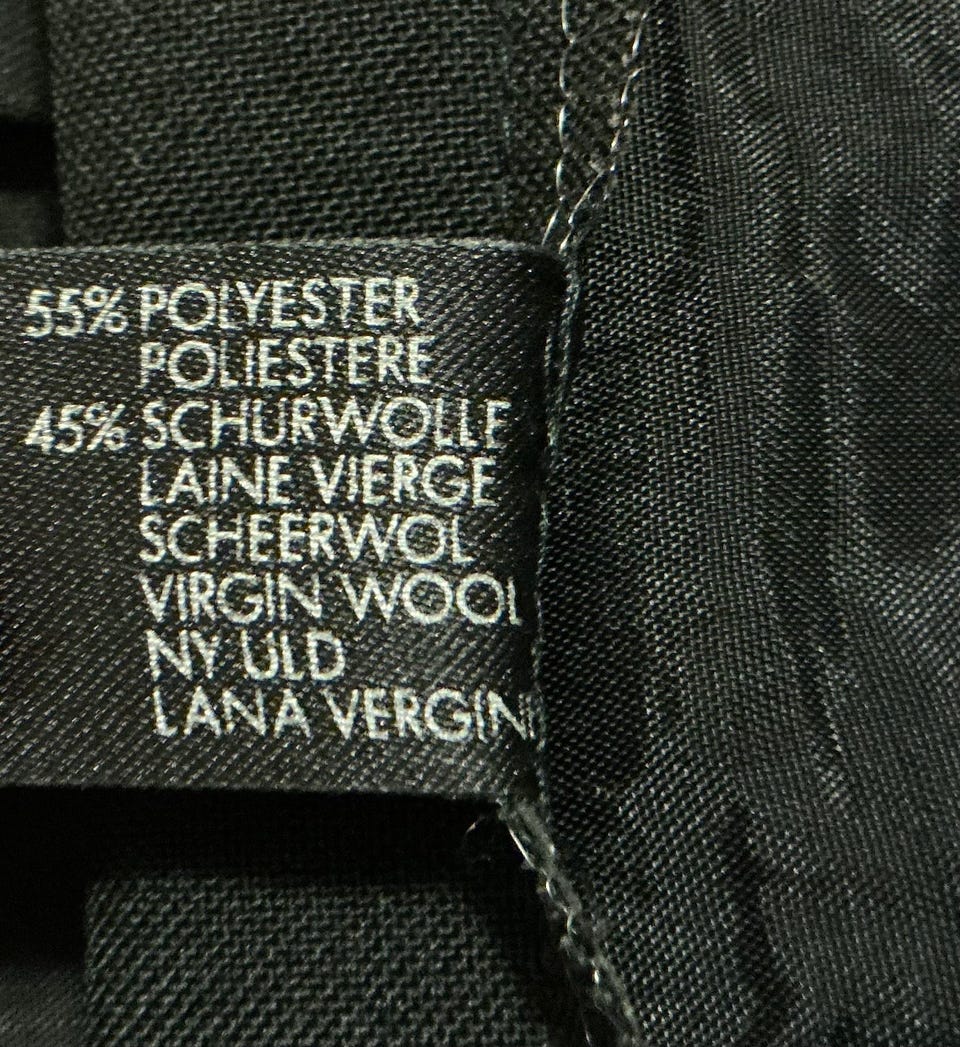 55% POLYESTER
POLIESTERE
45% SCHURWOLLE
LAINE VIERGE
SCHEERWOL
VIRGIN WOOL
NY ULD
LANA VERGINE